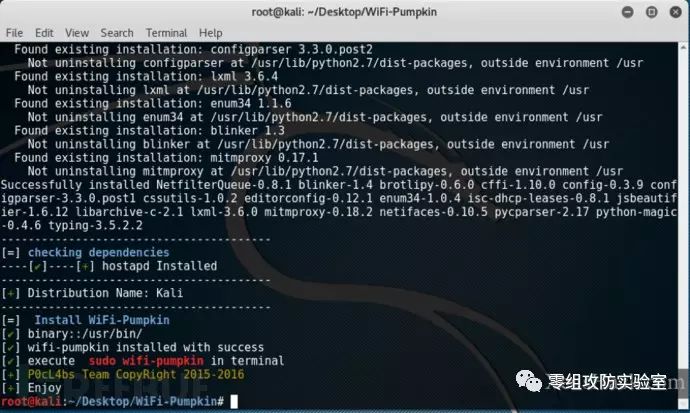 root@kali: ~/Desktop/WiFi-Pumpkin
File Edit View Search Terminal Help
Found existing installation: configparser 3.3.0.post2
Not uninstalling configparser at /usr/lib/python2.7/dist-packages, outside environment /usr
Found existing installation: lxml 3.6.4
Not uninstalling lxml at /usr/lib/python2.7/dist-packages, outside environment /usr
Found existing installation: enum34 1.1.6
Not uninstalling enum34 at /usr/lib/python2.7/dist-packages, outside environment /usr
Found existing installation: blinker 1.3
Not uninstalling blinker at /usr/lib/python2.7/dist-packages, outside environment /usr
Found existing installation: mitmproxy 0.17.1
Not uninstalling mitmproxy at /usr/lib/python2.7/dist-packages, outside environment /usr
Successfully installed NetfilterQueue-0.8.1 blinker-1.4 brotlipy-0.6.0 cffi-1.10.0 config-0.3.9 conf
igparser-3.3.0.post1 cssutils-1.0.2 editorconfig-0.12.1 enum34-1.0.4 isc-dhcp-leases-0.8.1 jsbeautif
ier-1.6.12 libarchive-c-2.1 lxml-3.6.0 mitmproxy-0.18.2 netifaces-0.10.5 pycparser-2.17 python-magic
-0.4.6 typing-3.5.2.2
----------------------------------------
[=] checking dependencies
----[✔]----[+] hostapd Installed
----------------------------------------
[+] Distribution Name: Kali
----------------------------------------
[=] Install WiFi-Pumpkin
[✔] binary::/usr/bin/
[✔] wifi-pumpkin installed with success
[✔] execute sudo wifi-pumpkin in terminal
[+] P0cL4bs Team CopyRight 2015-2016
[+] Enjoy
root@kali:~/Desktop/WiFi-Pumpkin#
零组攻防实验室